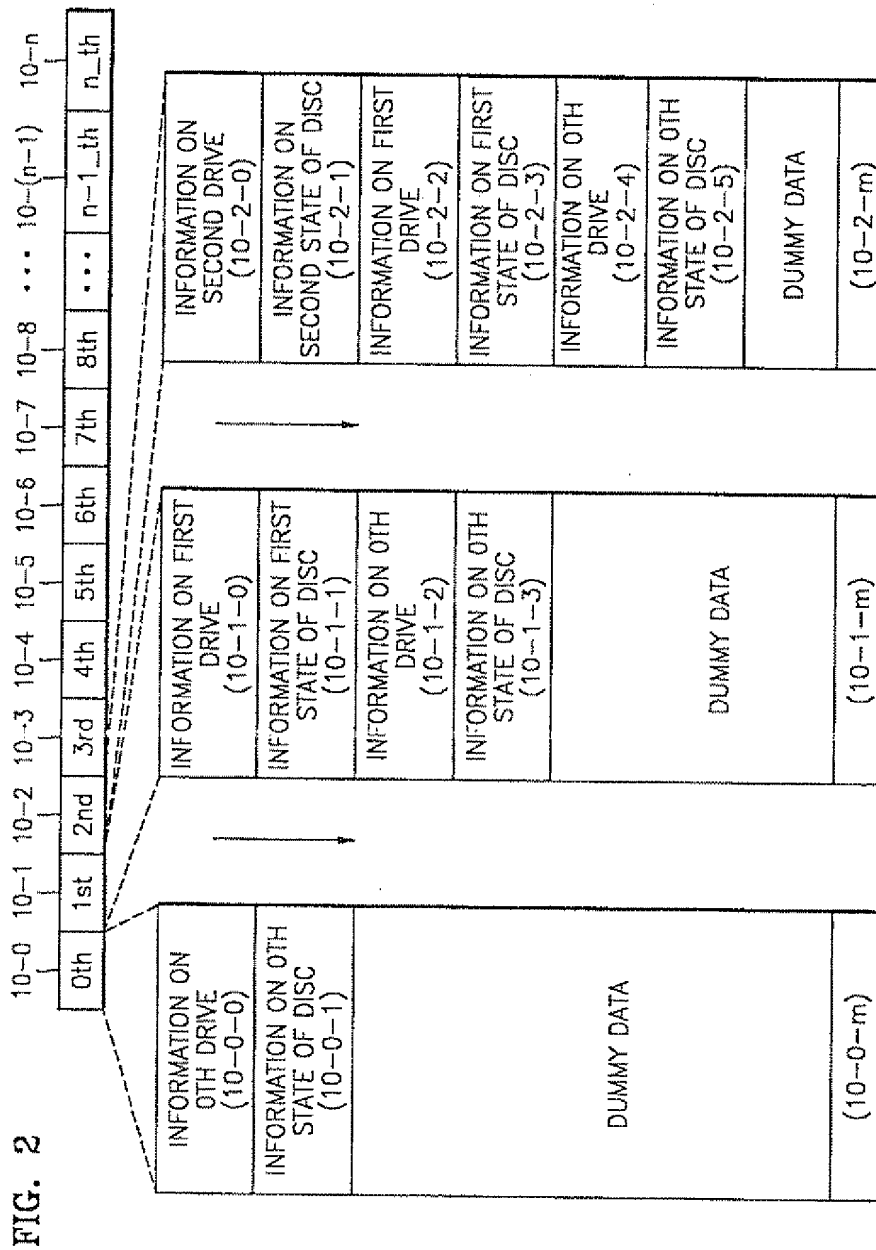 FIG. 2
10-0 10-1 10-2 10-3 10-4 10-5 10-6 10-7 10-8 ... 10-(n-1) 10-n
0th 1st 2nd 3rd 4th 5th 6th 7th 8th ... n-1_th n_th
INFORMATION ON
0TH DRIVE
(10-0-0)
INFORMATION ON 0TH
STATE OF DISC
(10-0-1)
DUMMY DATA
(10-0-m)
INFORMATION ON FIRST
DRIVE
(10-1-0)
INFORMATION ON FIRST
STATE OF DISC
(10-1-1)
INFORMATION ON 0TH
DRIVE
(10-1-2)
INFORMATION ON 0TH
STATE OF DISC
(10-1-3)
DUMMY DATA
(10-1-m)
INFORMATION ON
SECOND DRIVE
(10-2-0)
INFORMATION ON
SECOND STATE OF DISC
(10-2-1)
INFORMATION ON FIRST
DRIVE
(10-2-2)
INFORMATION ON FIRST
STATE OF DISC
(10-2-3)
INFORMATION ON 0TH
DRIVE
(10-2-4)
INFORMATION ON 0TH
STATE OF DISC
(10-2-5)
DUMMY DATA
(10-2-m)